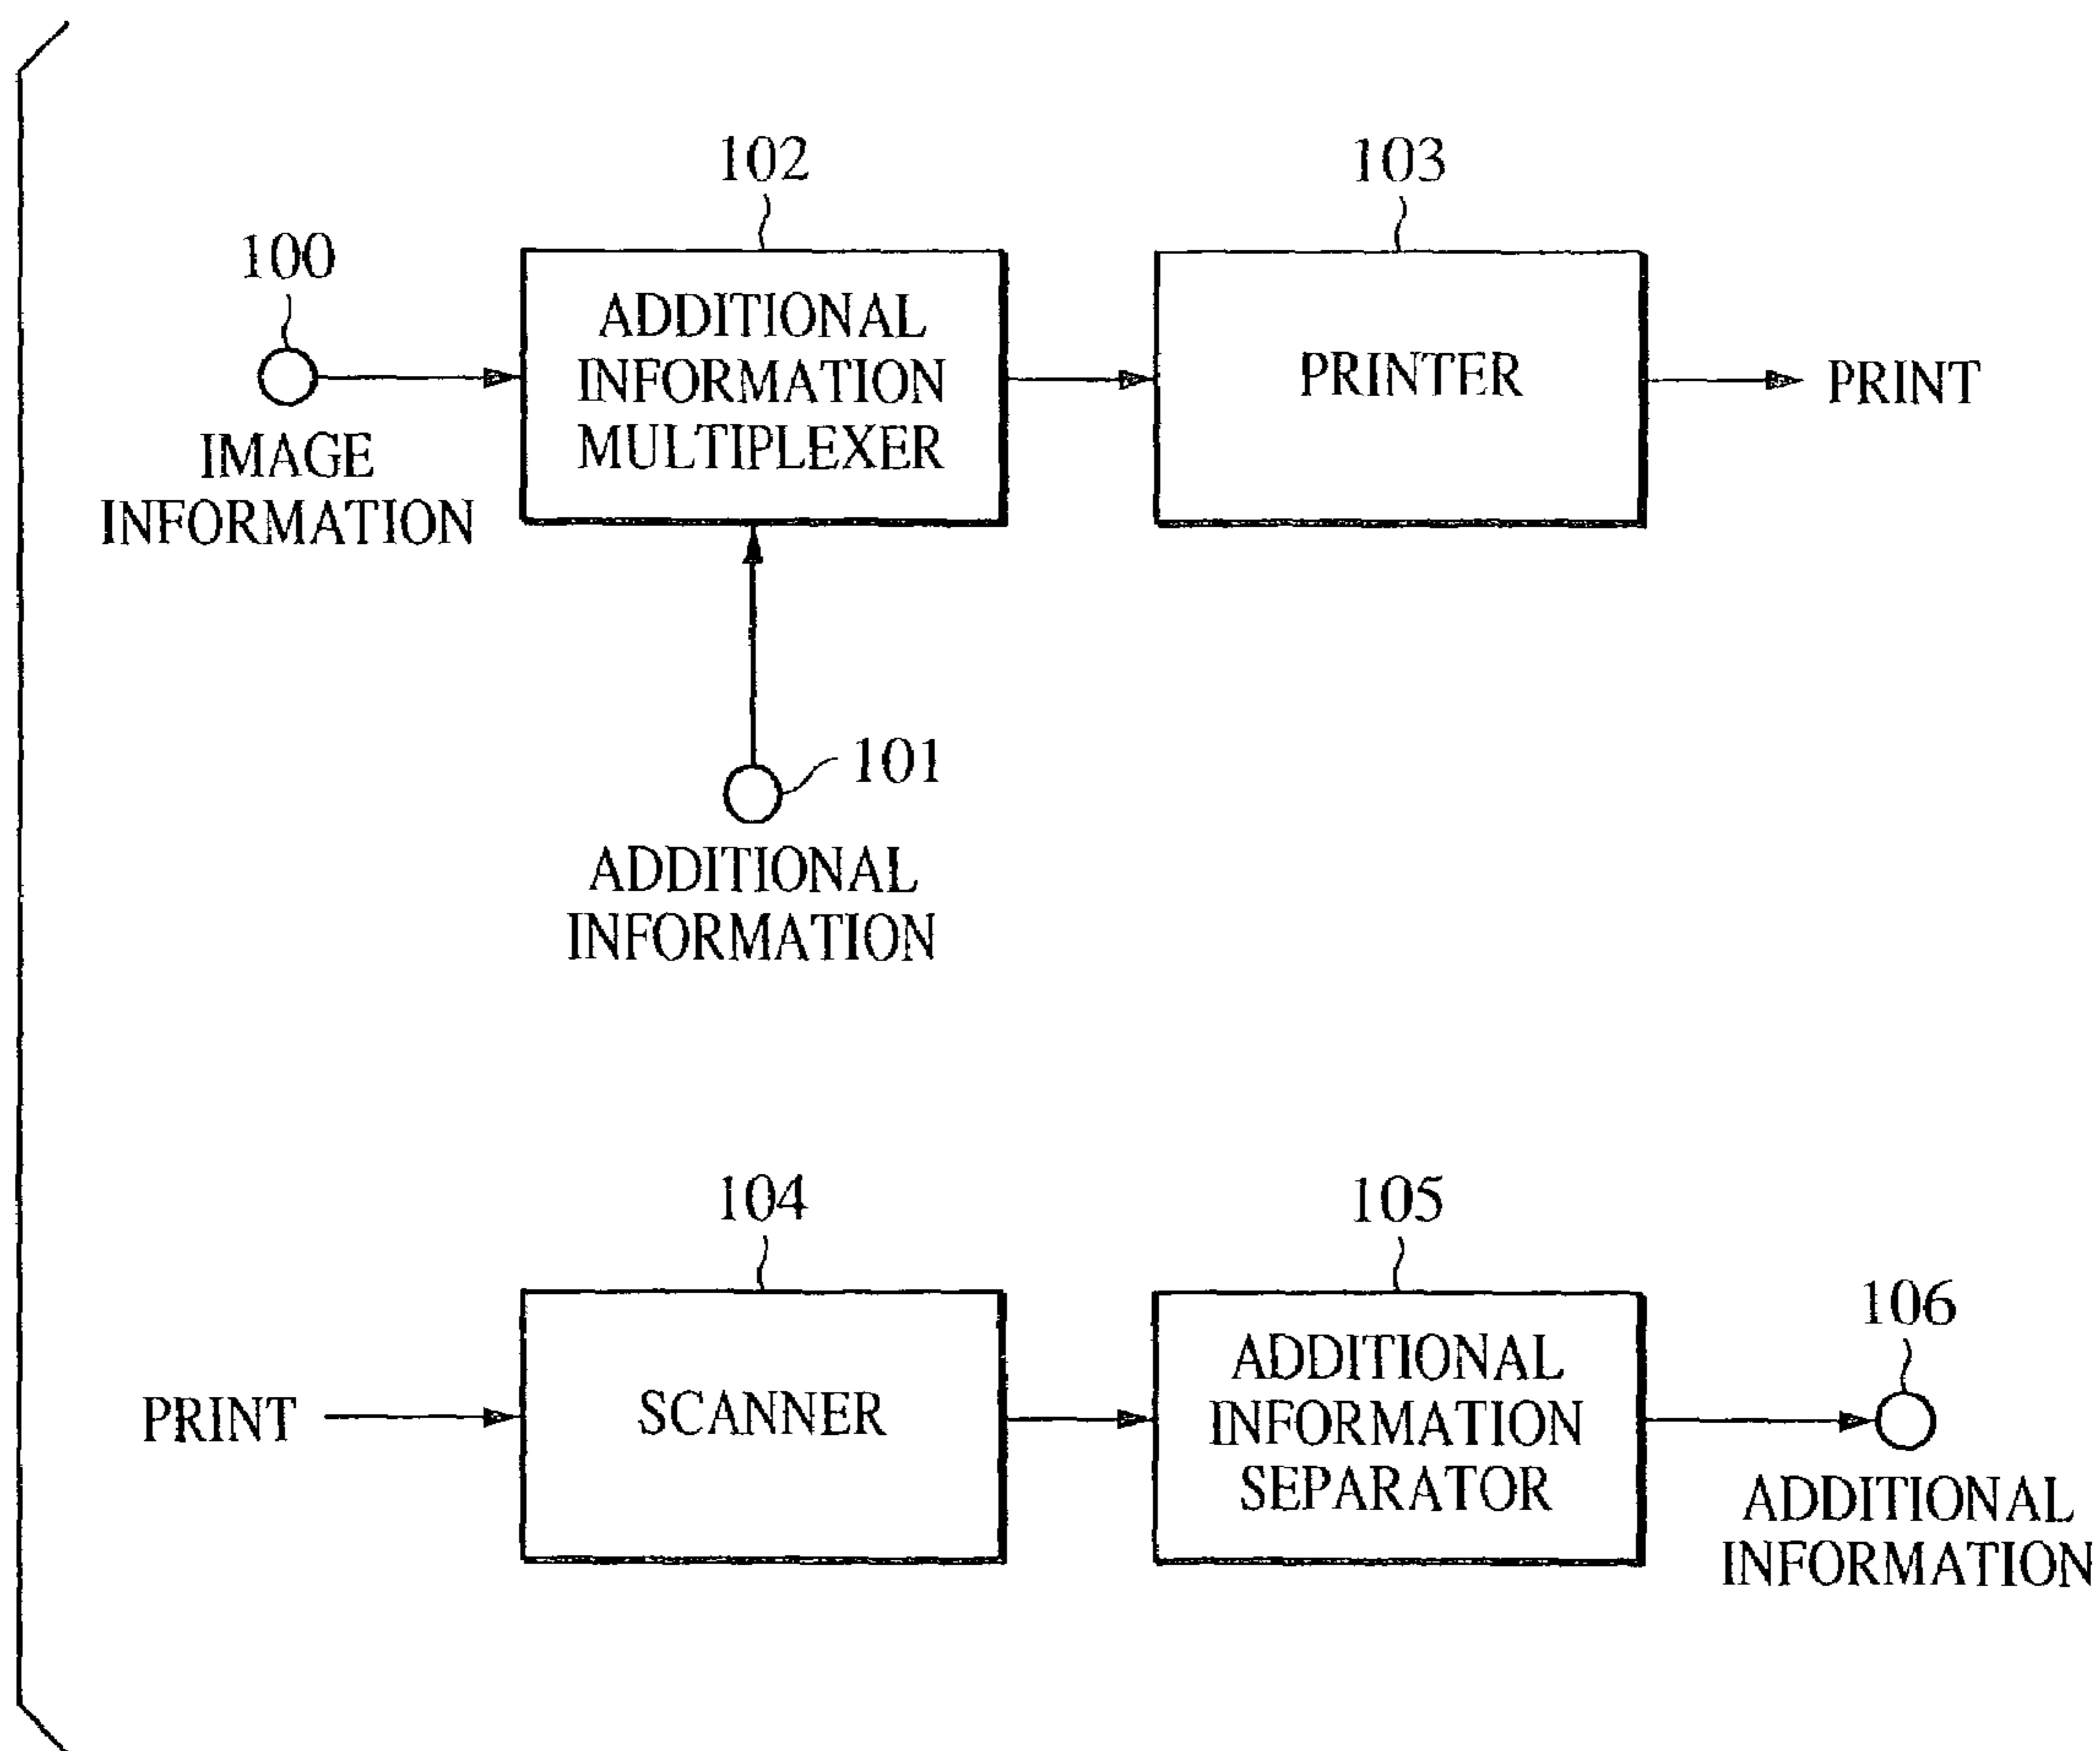 102
103
100
ADDITIONAL
INFORMATION
MULTIPLEXER
PRINTER
PRINT
IMAGE
INFORMATION
101
ADDITIONAL
INFORMATION
104
105
106
PRINT
SCANNER
ADDITIONAL
INFORMATION
SEPARATOR
ADDITIONAL
INFORMATION